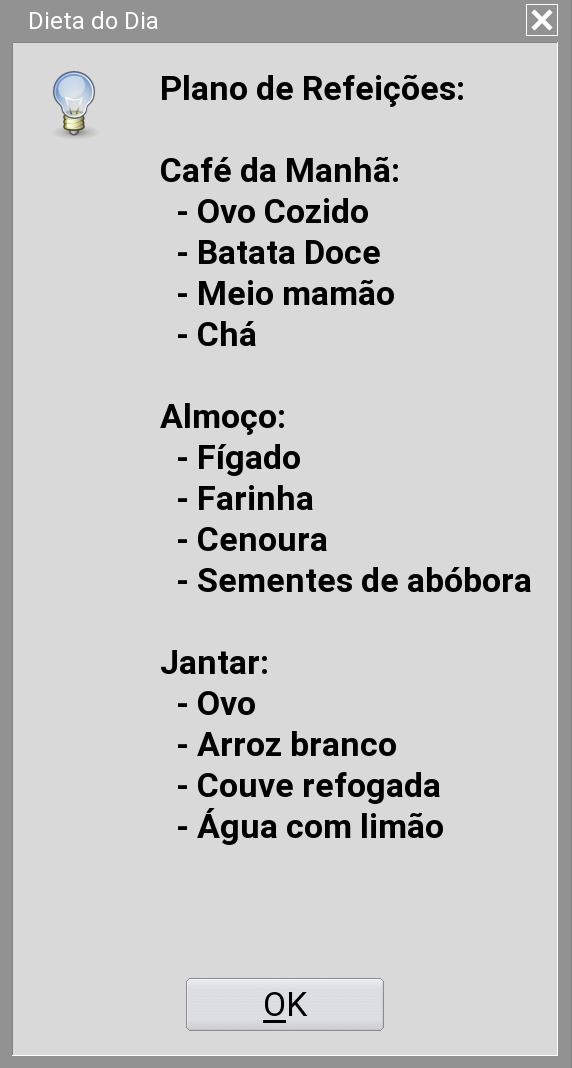 Dieta do Dia
Plano de Refeições:
Café da Manhã:
- Ovo Cozido
- Batata Doce
- Meio mamão
- Chá
Almoço:
- Fígado
- Farinha
- Cenoura
- Sementes de abóbora
Jantar:
- Ovo
- Arroz branco
- Couve refogada
- Água com limão
OK